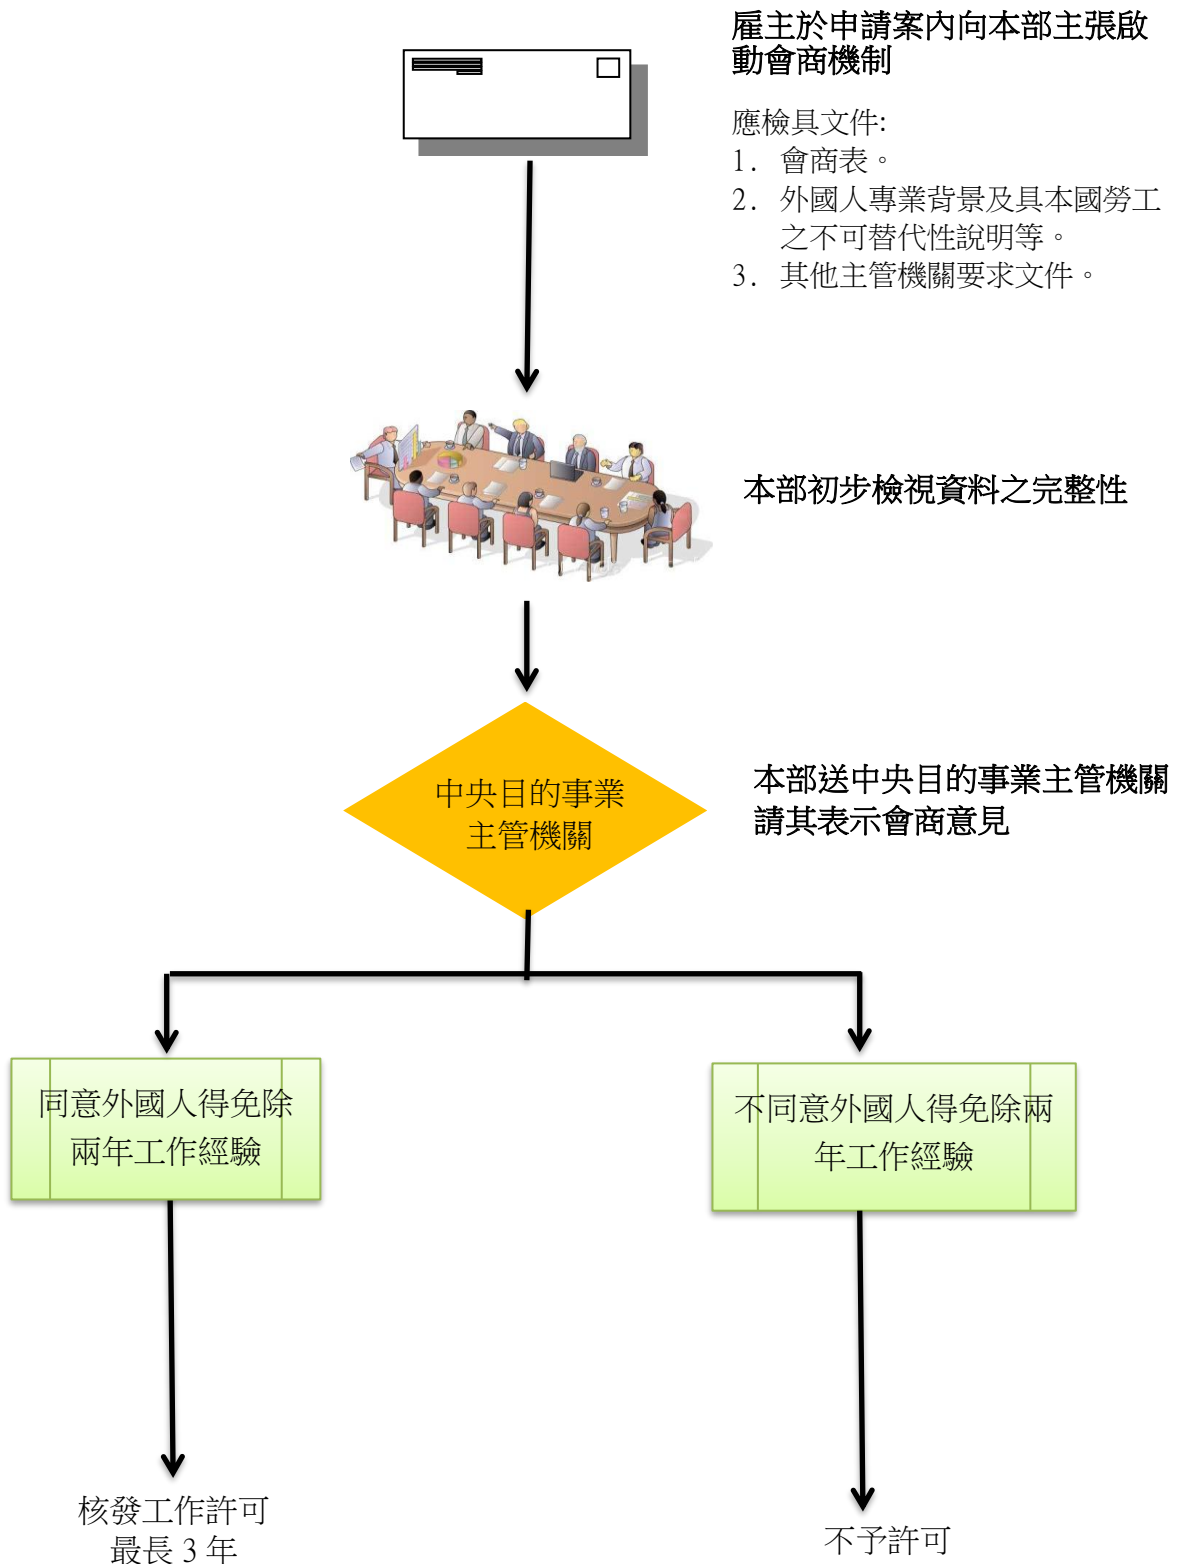 雇主於申請案內向本部主張啟
動會商機制
應檢具文件:
1. 會商表。
2. 外國人專業背景及具本國勞工
之不可替代性說明等。
3. 其他主管機關要求文件。
本部初步檢視資料之完整性
中央目的事業
主管機關
本部送中央目的事業主管機關
請其表示會商意見
同意外國人得免除
兩年工作經驗
不同意外國人得免除兩
年工作經驗
核發工作許可
最長 3 年
不予許可